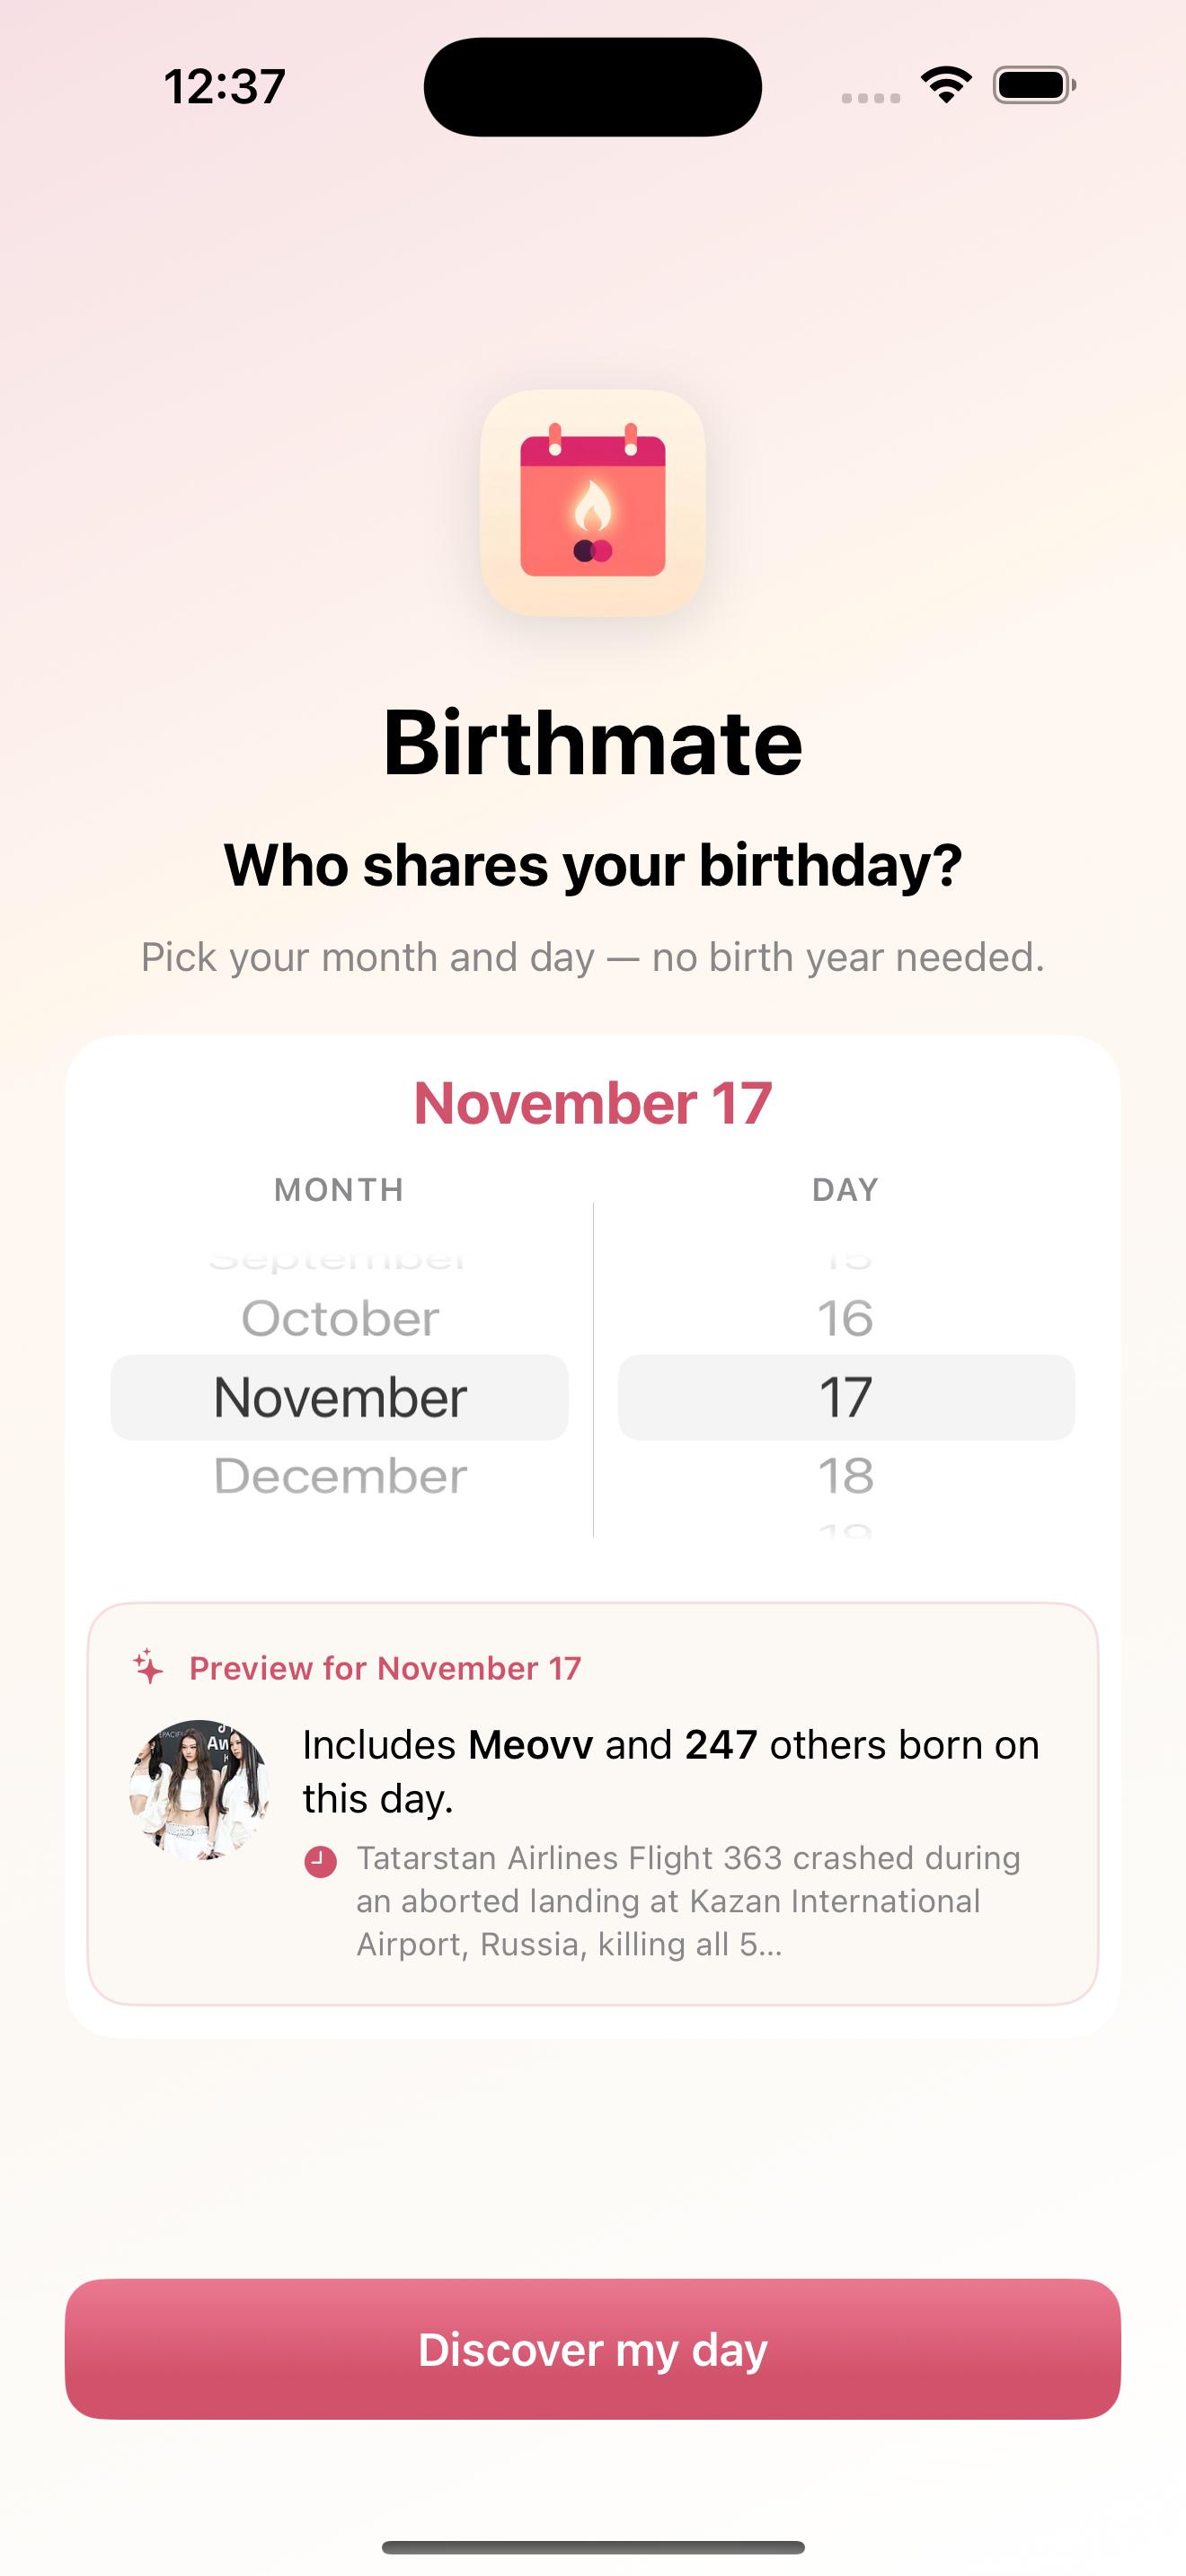 12:37
Birthmate
Who shares your birthday?
Pick your month and day — no birth year needed.
November 17
MONTH
DAY
September
15
October
16
November
17
December
18
19
Preview for November 17
Includes Meovv and 247 others born on
this day.
Tatarstan Airlines Flight 363 crashed during
an aborted landing at Kazan International
Airport, Russia, killing all 5...
Discover my day